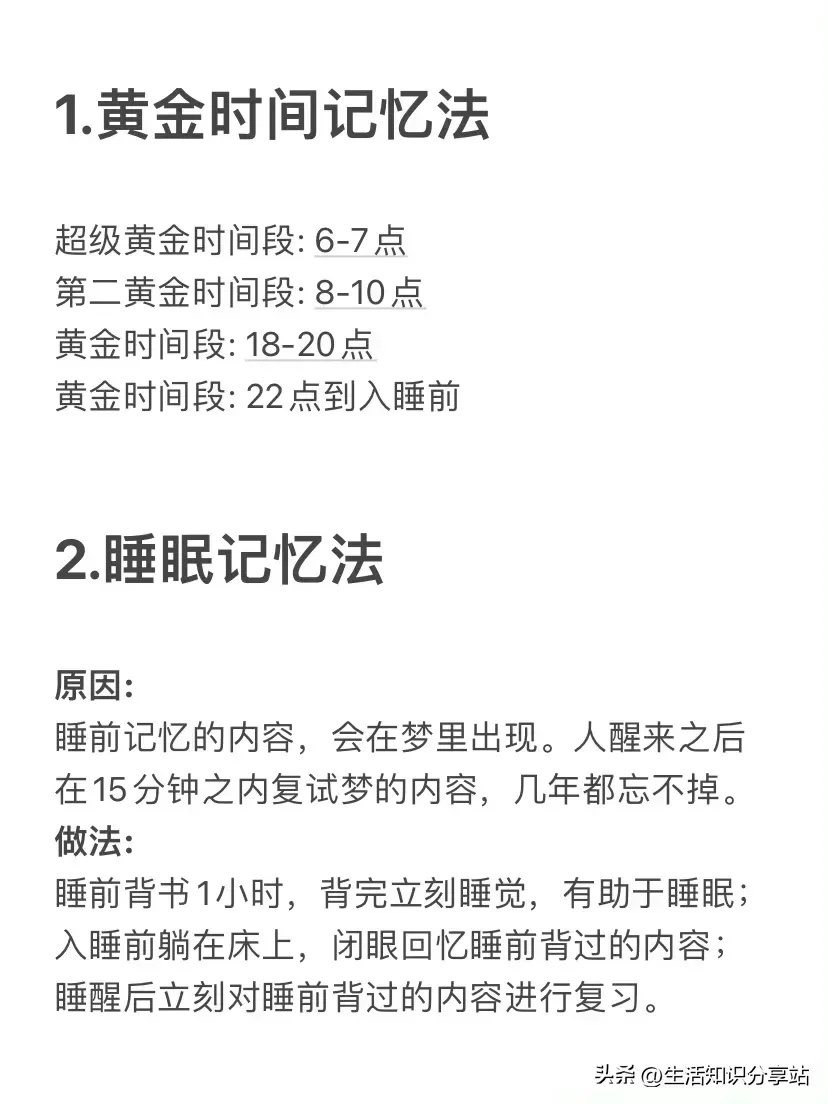 1.黄金时间记忆法
超级黄金时间段: 6-7点
第二黄金时间段: 8-10点
黄金时间段: 18-20点
黄金时间段: 22点到入睡前
2.睡眠记忆法
原因:
睡前记忆的内容，会在梦里出现。人醒来之后
在15分钟之内复试梦的内容，几年都忘不掉。
做法:
睡前背书1小时，背完立刻睡觉，有助于睡眠；
入睡前躺在床上，闭眼回忆睡前背过的内容；
睡醒后立刻对睡前背过的内容进行复习。
头条 @生活知识分享站